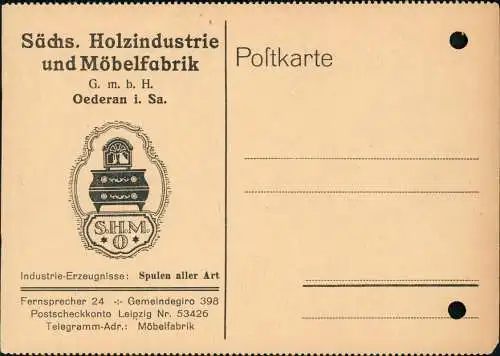 Sächs. Holzindustrie
und Möbelfabrik
G. m. b. H.
Oederan i. Sa.
S.H.M.
O
Industrie-Erzeugnisse: Spulen aller Art
Fernsprecher 24 -:- Gemeindegiro 398
Postscheckkonto Leipzig Nr. 53426
Telegramm-Adr.: Möbelfabrik
Poſtkarte